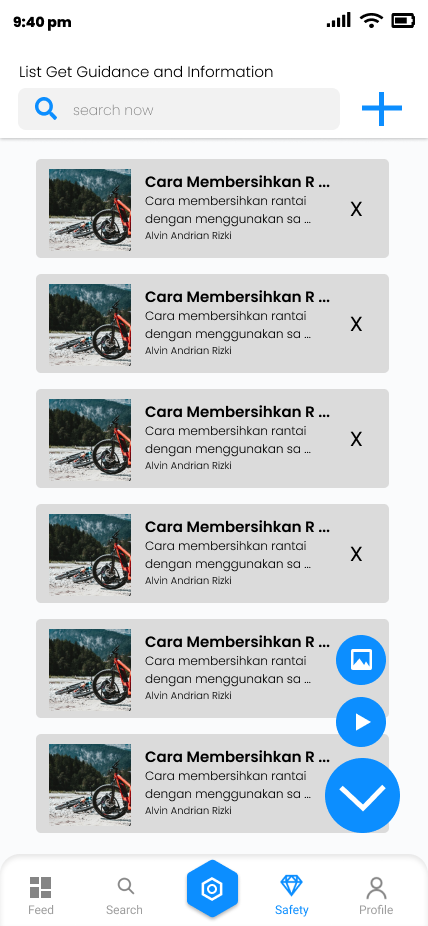 9:40 pm
List Get Guidance and Information
search now
Cara Membersihkan R ...
Cara membersihkan rantai
dengan menggunakan sa ...
Alvin Andrian Rizki
X
Cara Membersihkan R ...
Cara membersihkan rantai
dengan menggunakan sa ...
Alvin Andrian Rizki
X
Cara Membersihkan R ...
Cara membersihkan rantai
dengan menggunakan sa ...
Alvin Andrian Rizki
X
Cara Membersihkan R ...
Cara membersihkan rantai
dengan menggunakan sa ...
Alvin Andrian Rizki
X
Cara Membersihkan R ...
Cara membersihkan rantai
dengan menggunakan sa ...
Alvin Andrian Rizki
Cara Membersihkan R ...
Cara membersihkan rantai
dengan menggunakan sa ...
Alvin Andrian Rizki
Feed
Search
Safety
Profile